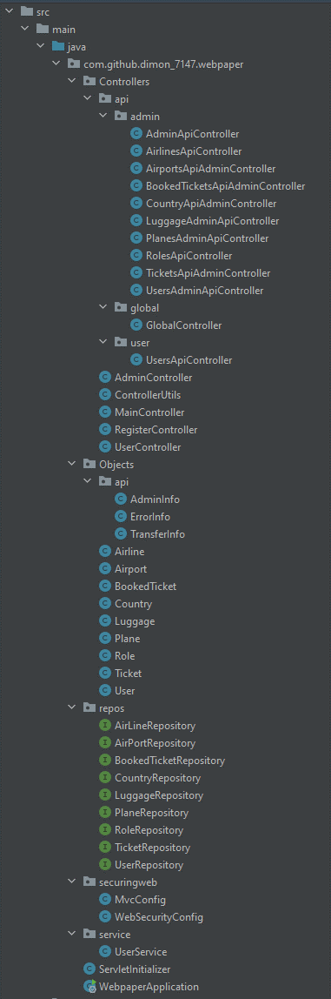 src
main
java
com.github.dimon_7147.webpaper
Controllers
api
admin
AdminApiController
AirlinesApiController
AirportsApiAdminController
BookedTicketsApiAdminController
CountryApiAdminController
LuggageAdminApiController
PlanesAdminApiController
RolesApiController
TicketsApiAdminController
UsersAdminApiController
global
GlobalController
user
UsersApiController
AdminController
ControllerUtils
MainController
RegisterController
UserController
Objects
api
AdminInfo
ErrorInfo
TransferInfo
Airline
Airport
BookedTicket
Country
Luggage
Plane
Role
Ticket
User
repos
AirLineRepository
AirPortRepository
BookedTicketRepository
CountryRepository
LuggageRepository
PlaneRepository
RoleRepository
TicketRepository
UserRepository
securingweb
MvcConfig
WebSecurityConfig
service
UserService
ServletInitializer
WebpaperApplication